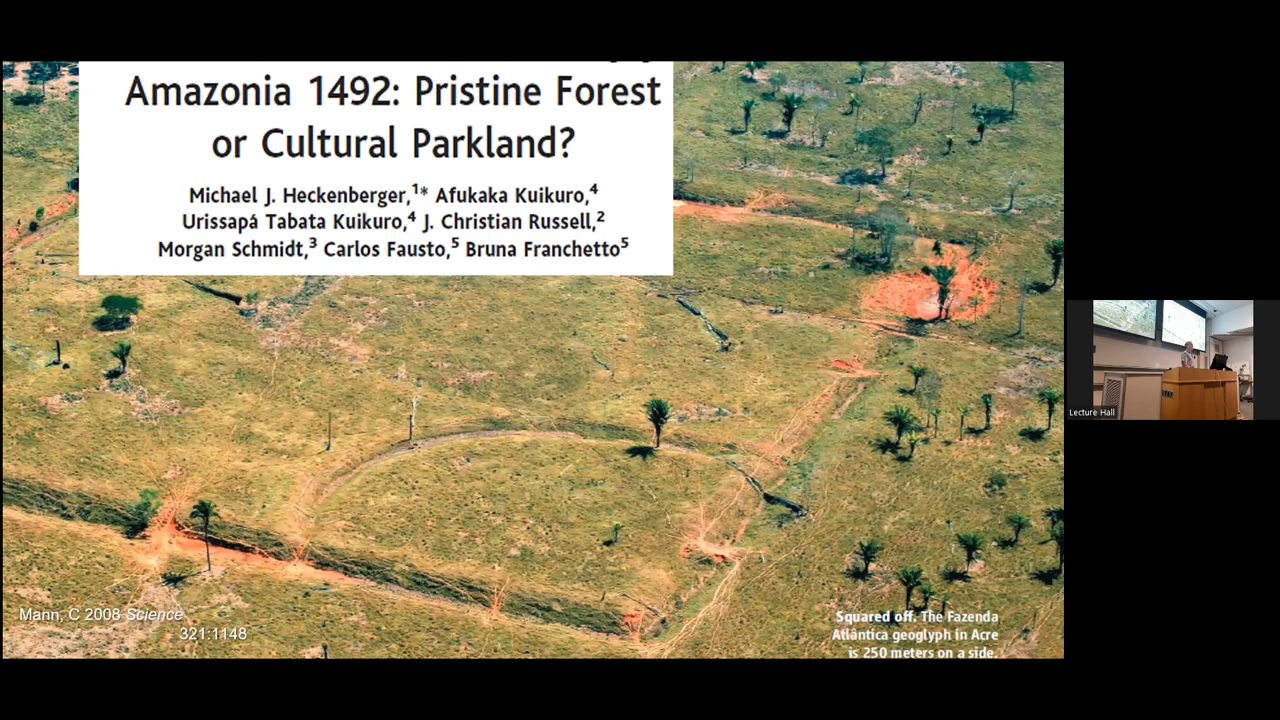 Amazonia 1492: Pristine Forest
or Cultural Parkland?
Michael J. Heckenberger,1* Afukaka Kuikuro,4
Urissapá Tabata Kuikuro,4 J. Christian Russell,2
Morgan Schmidt,3 Carlos Fausto,5 Bruna Franchetto5
Mann, C 2008 Science
321:1148
Squared off. The Fazenda
Atlântica geoglyph in Acre
is 250 meters on a side.
Lecture Hall